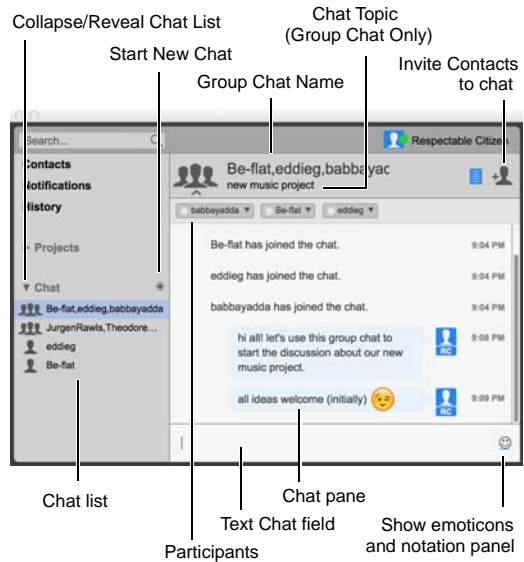 Collapse/Reveal Chat List
Chat Topic
(Group Chat Only)
Start New Chat
Invite Contacts
to chat
Group Chat Name
Search...
Respectable Citizen
Contacts
Notifications
History
Be-flat,eddieg,babbayac
new music project
babbayadda
Be-flat
eddieg
Projects
Be-flat has joined the chat.
9:04 PM
eddieg has joined the chat.
9:04 PM
Chat
babbayadda has joined the chat.
9:04 PM
Be-flat,eddieg,babbayadda
JurgenRawls,Theodore...
eddieg
Be-flat
hi all! let's use this group chat to
start the discussion about our new
music project.
RC
9:08 PM
all ideas welcome (initially)
RC
9:09 PM
Chat list
Chat pane
Text Chat field
Show emoticons
and notation panel
Participants